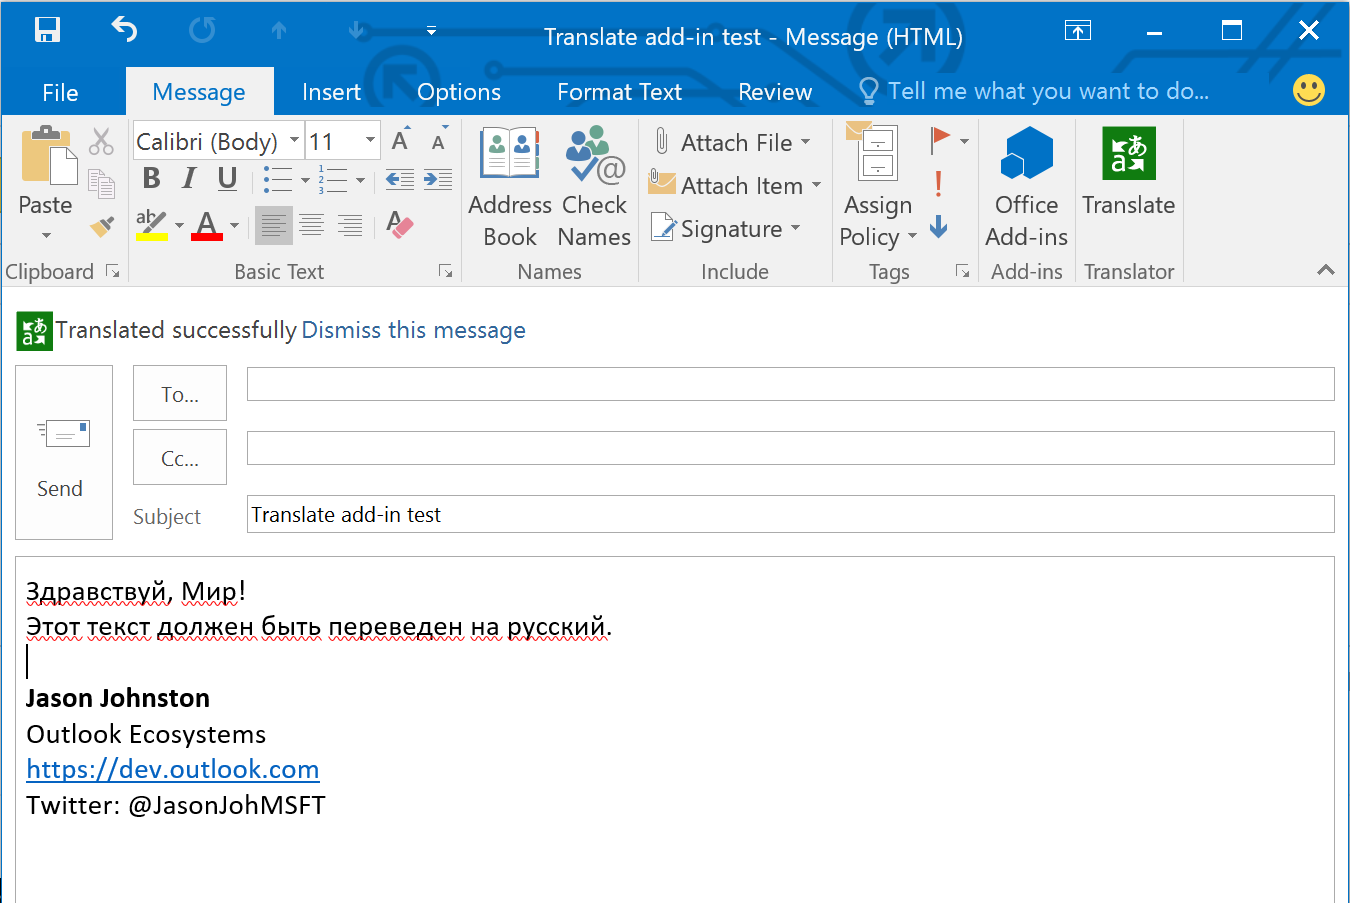 Translate add-in test - Message (HTML)
File Message Insert Options Format Text Review Tell me what you want to do...
Paste
Clipboard
Calibri (Body) 11
B I U
Basic Text
Address Book
Check Names
Names
Attach File
Attach Item
Signature
Include
Assign Policy
Tags
Office Add-ins
Add-ins
Translate
Translator
Translated successfully Dismiss this message
Send
To...
Cc...
Subject Translate add-in test
Здравствуй, Мир!
Этот текст должен быть переведен на русский.
Jason Johnston
Outlook Ecosystems
https://dev.outlook.com
Twitter: @JasonJohMSFT